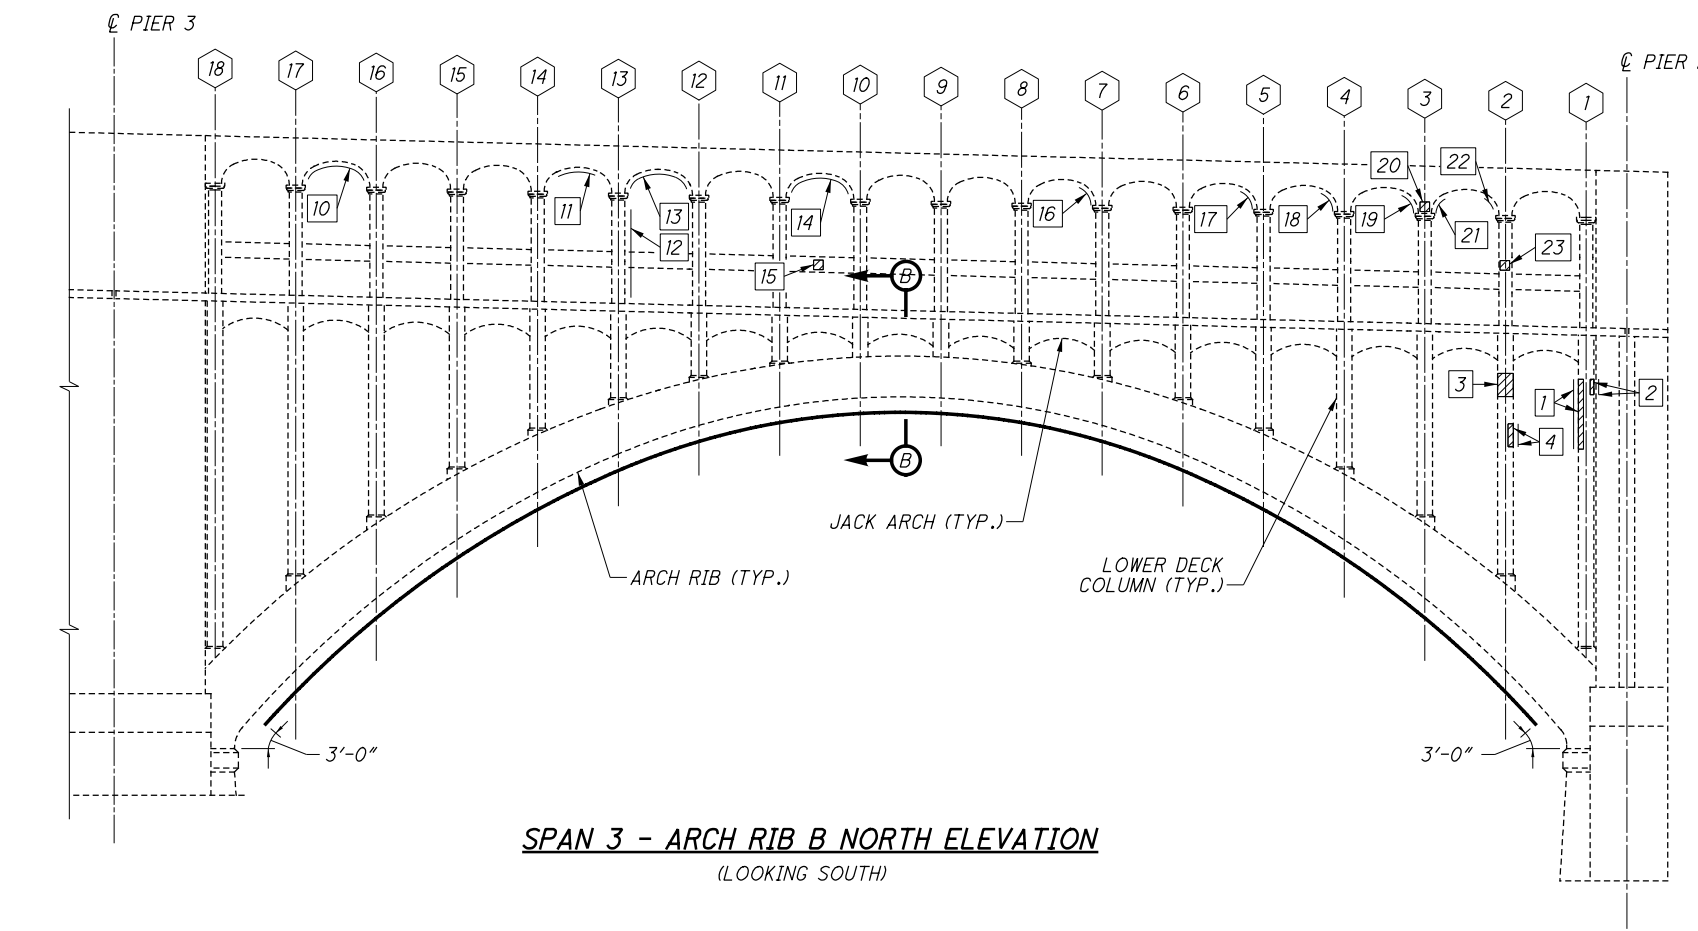 ℄ PIER 3
℄ PIER
18 17 16 15 14 13 12 11 10 9 8 7 6 5 4 3 2 1
20 22
10 11 13 14 16 17 18 19 21
12 23
15 B
3 1 2
4
B
JACK ARCH (TYP.)
ARCH RIB (TYP.)
LOWER DECK
COLUMN (TYP.)
3'-0" 3'-0"
SPAN 3 - ARCH RIB B NORTH ELEVATION
(LOOKING SOUTH)